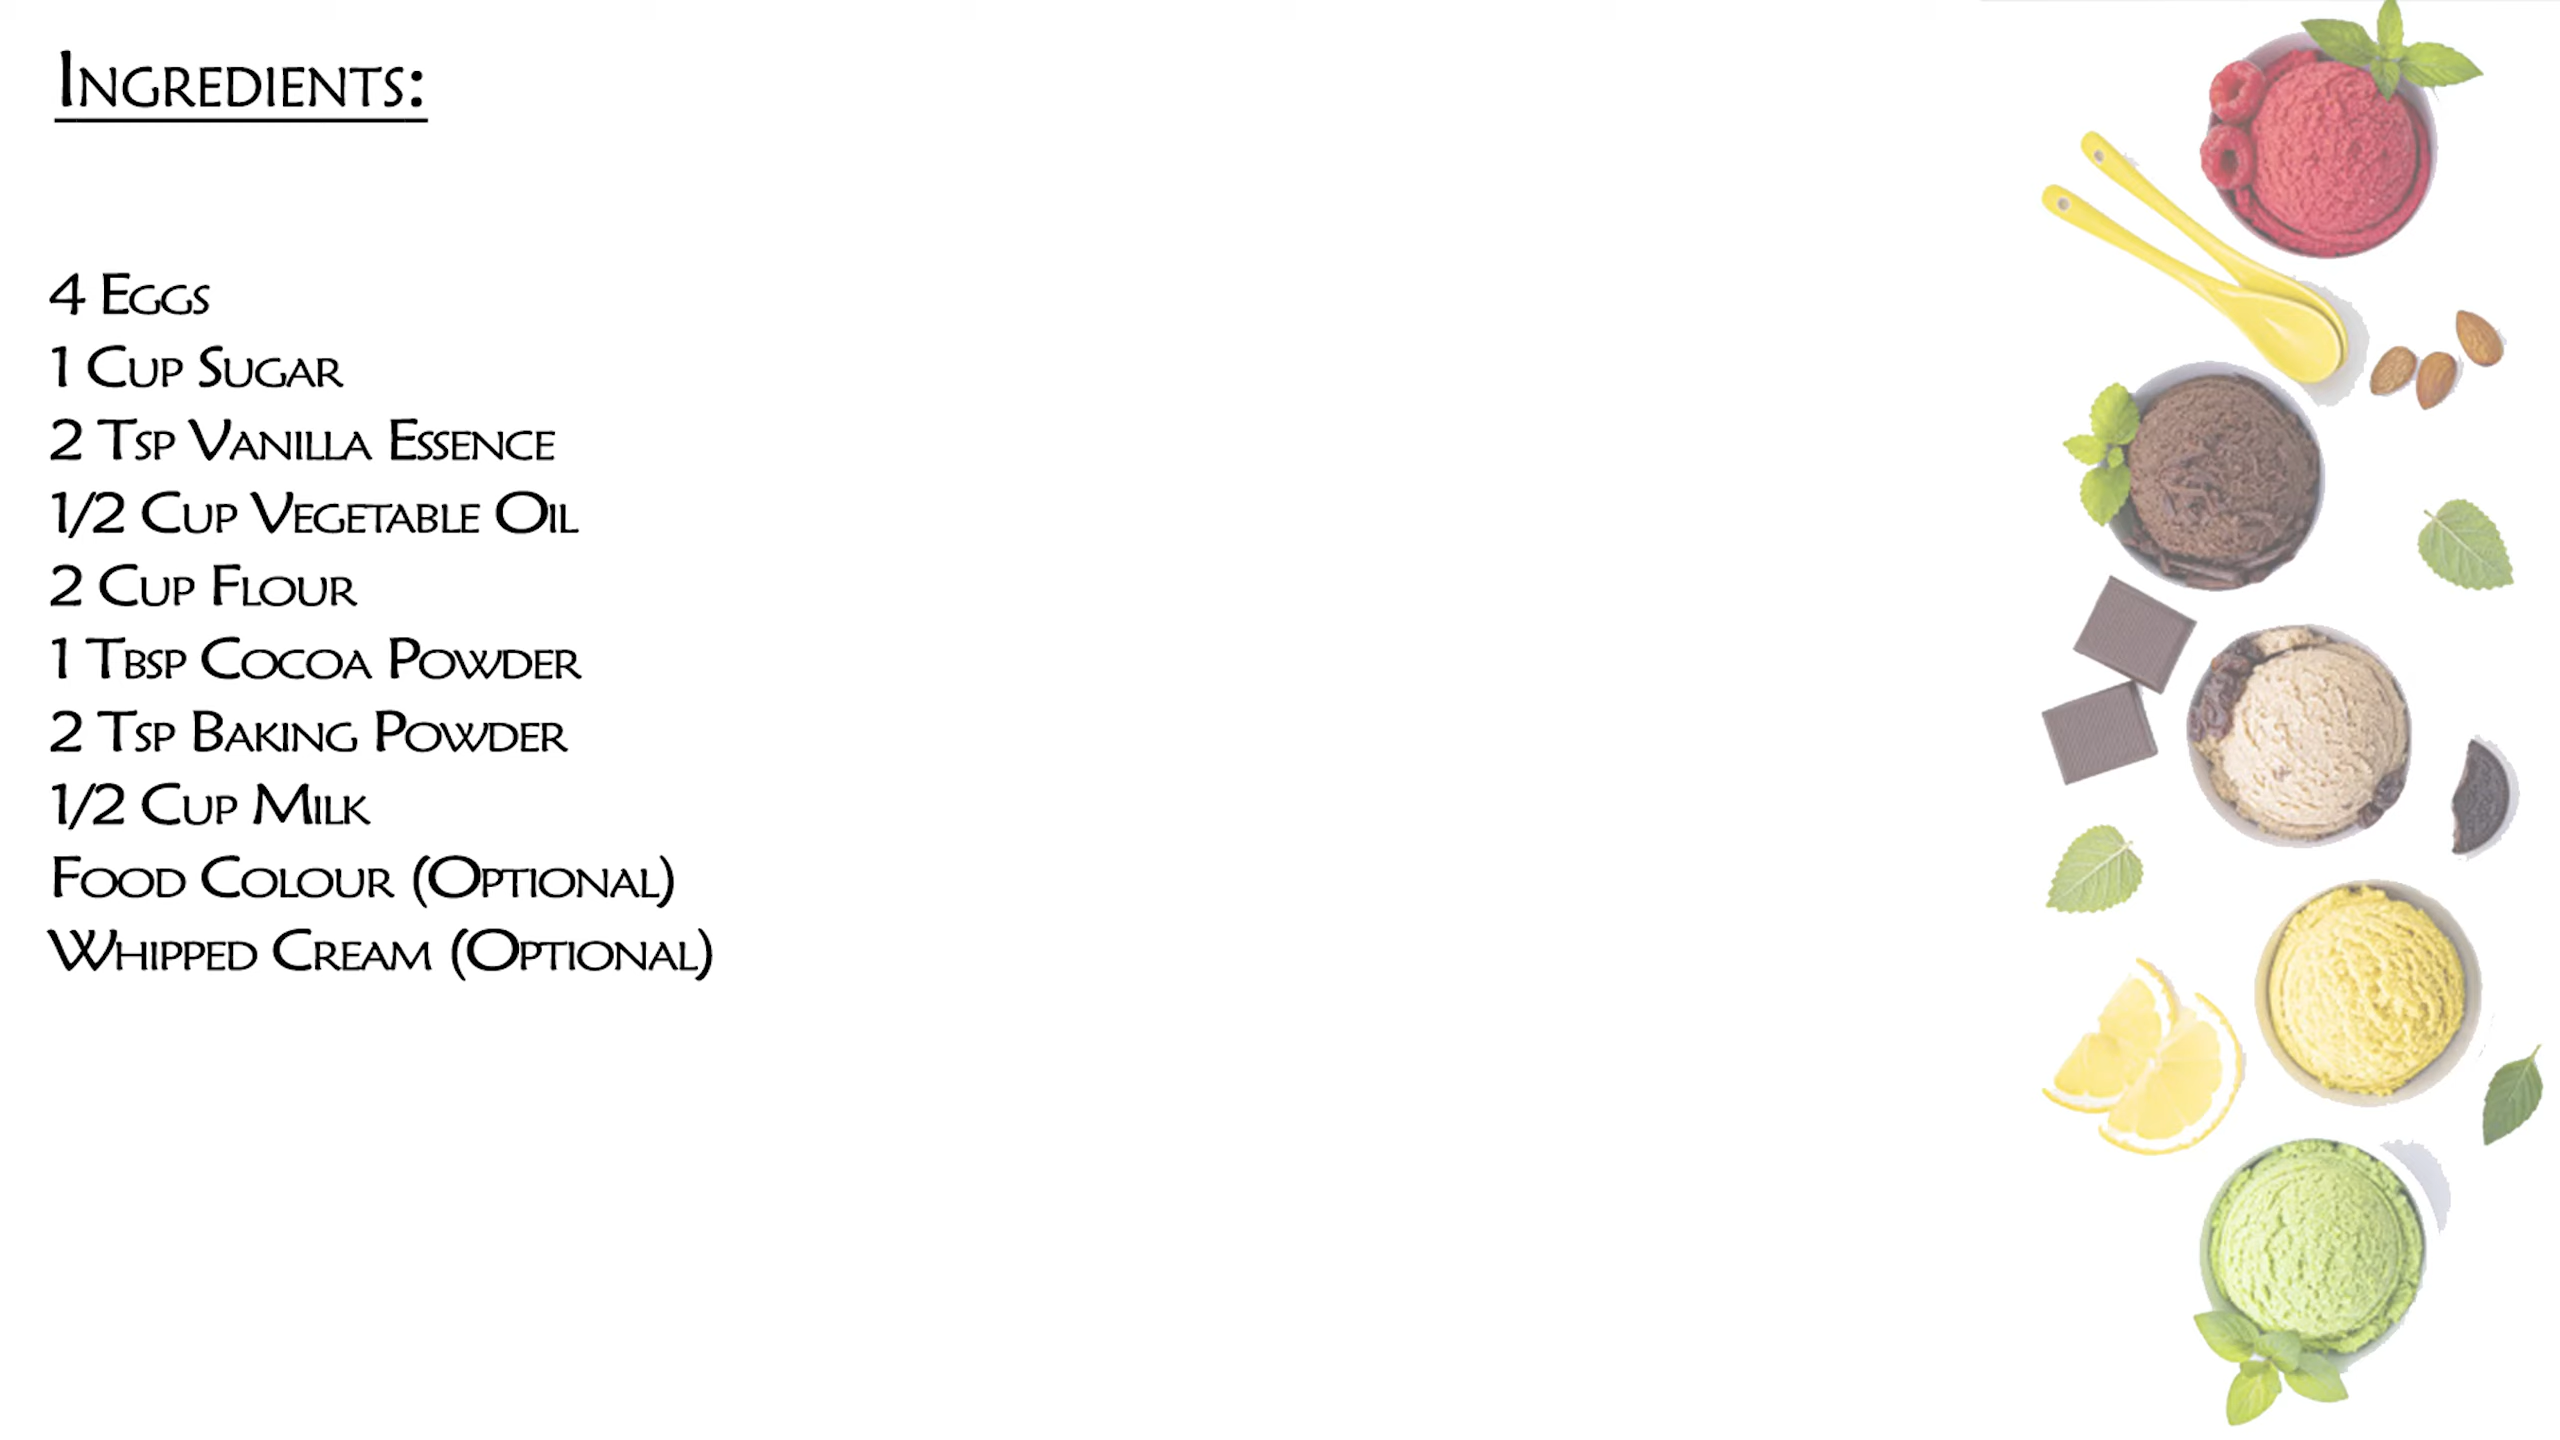 Ingredients:
4 Eggs
1 Cup Sugar
2 Tsp Vanilla Essence
1/2 Cup Vegetable Oil
2 Cup Flour
1 Tbsp Cocoa Powder
2 Tsp Baking Powder
1/2 Cup Milk
Food Colour (Optional)
Whipped Cream (Optional)